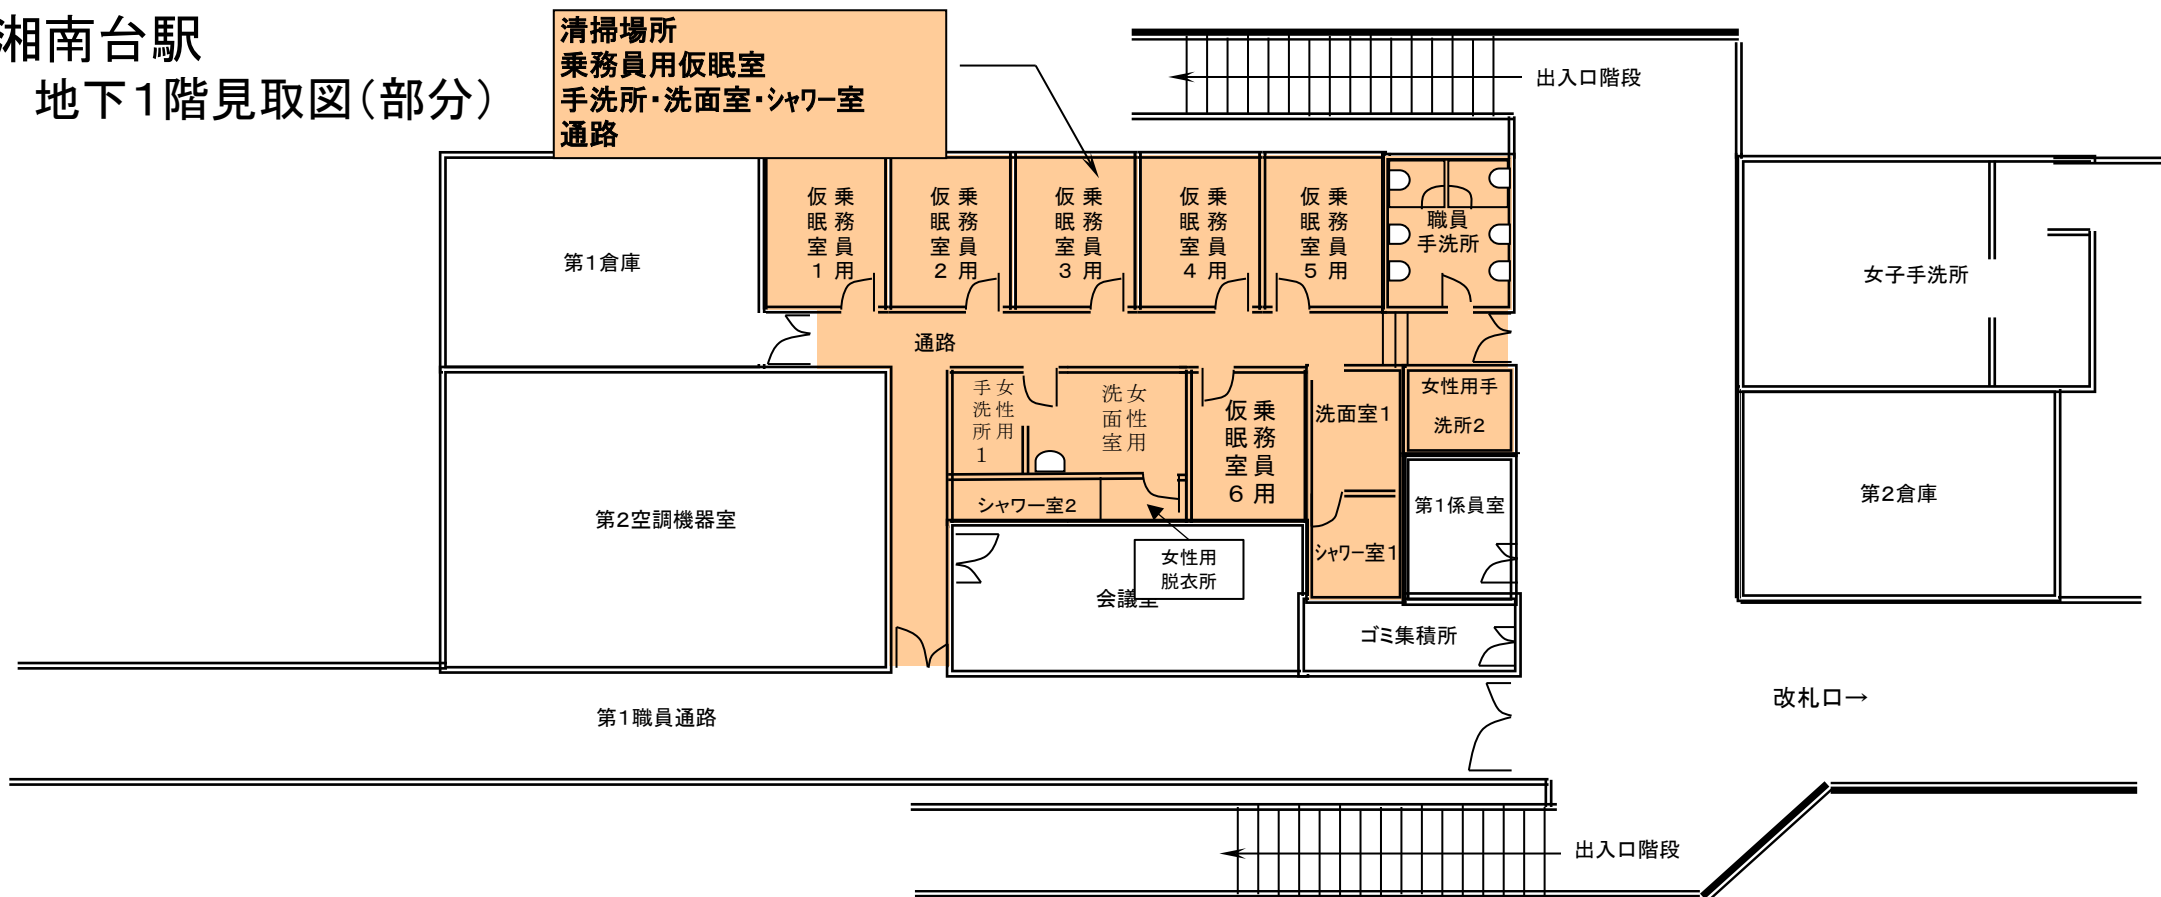 湘南台駅
地下1階見取図(部分)
清掃場所
乗務員用仮眠室
手洗所・洗面室・シャワー室
通路
出入口階段
第1倉庫
乗務員用
仮眠室1
乗務員用
仮眠室2
乗務員用
仮眠室3
乗務員用
仮眠室4
乗務員用
仮眠室5
職員
手洗所
女子手洗所
通路
女性用
手洗所1
女性用
洗面室
乗務員用
仮眠室6
洗面室1
女性用手
洗所2
シャワー室2
第1係員室
第2倉庫
第2空調機器室
女性用
脱衣所
シャワー室1
会議室
ゴミ集積所
第1職員通路
改札口→
出入口階段